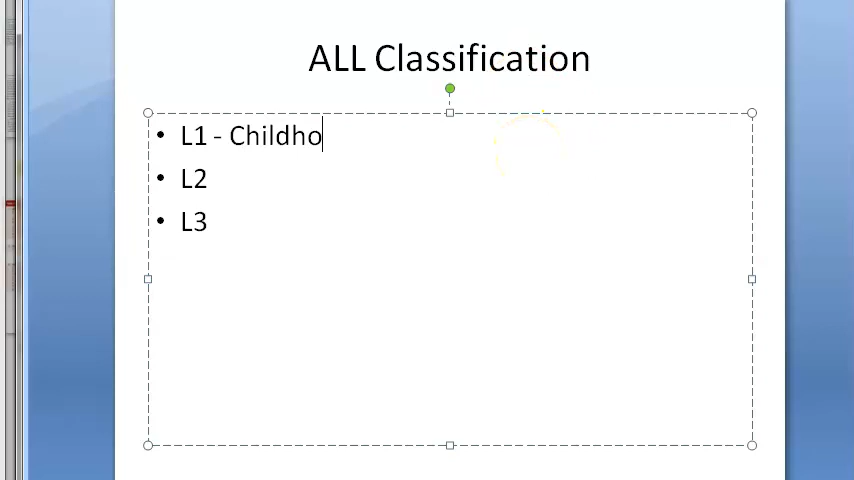 ALL Classification
• L1 - Childho
• L2
• L3